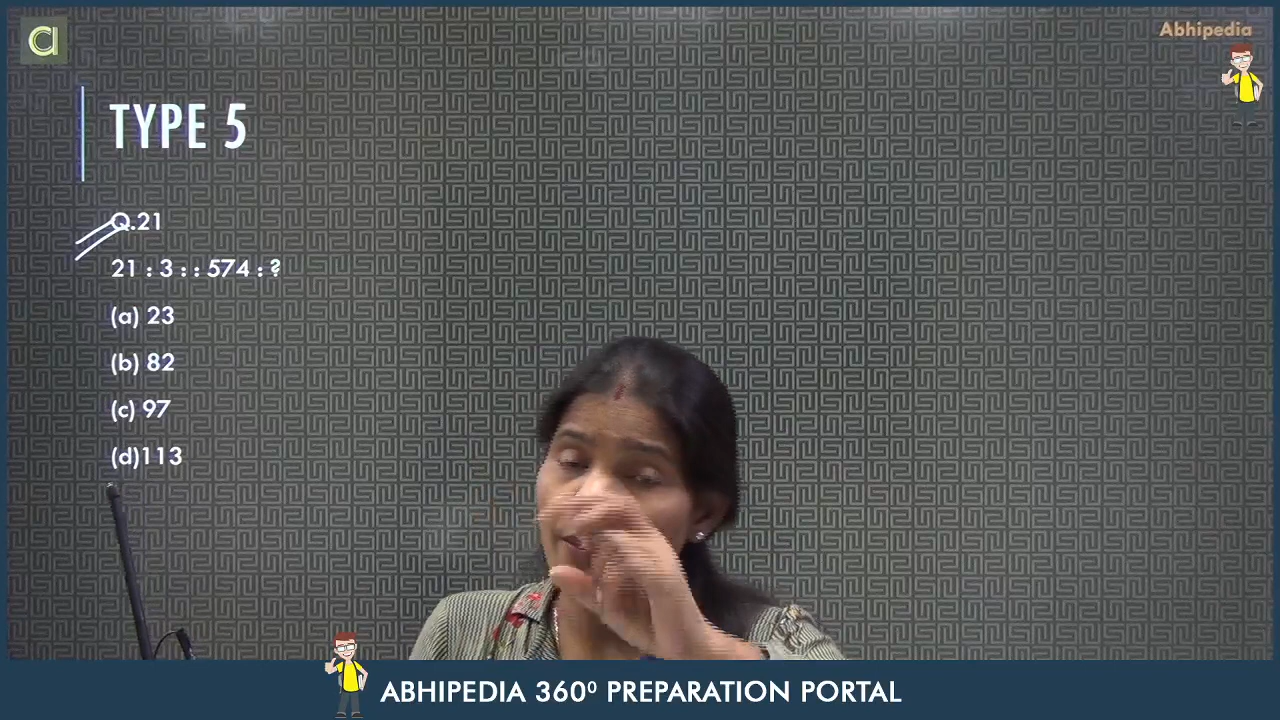 Abhipedia
TYPE 5
Q.21
21 : 3 : : 574 : ?
(a) 23
(b) 82
(c) 97
(d)113
ABHIPEDIA 360⁰ PREPARATION PORTAL